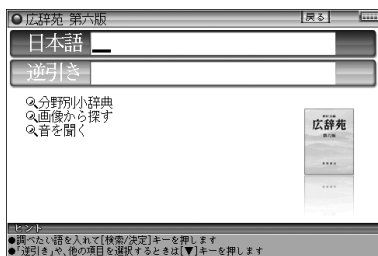 広辞苑 第六版
戻る
日本語
逆引き
分野別小辞典
画像から探す
音を聞く
広辞苑
ヒント
●調べたい語を入れて[検索/決定]キーを押します
●「逆引き」や、他の項目を選択するときは[▼]キーを押します